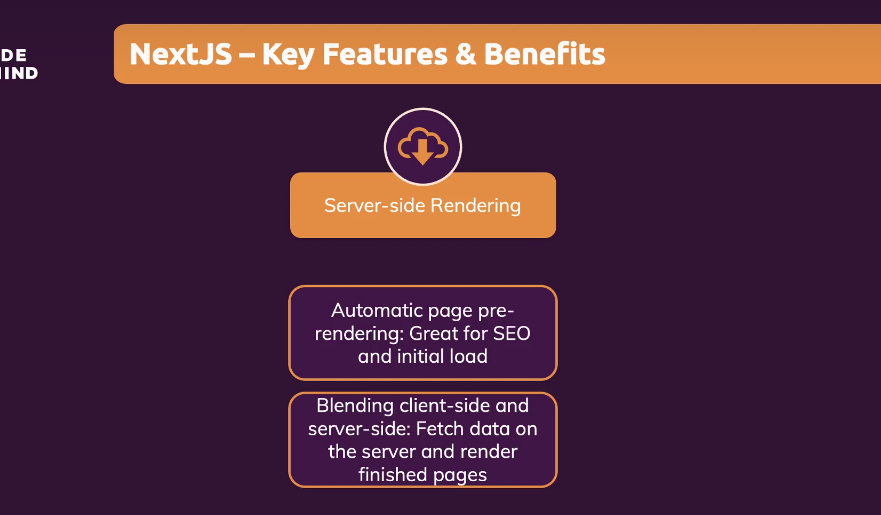 DE
NextJS – Key Features & Benefits
Server-side Rendering
Automatic page pre-
rendering: Great for SEO
and initial load
Blending client-side and
server-side: Fetch data on
the server and render
finished pages